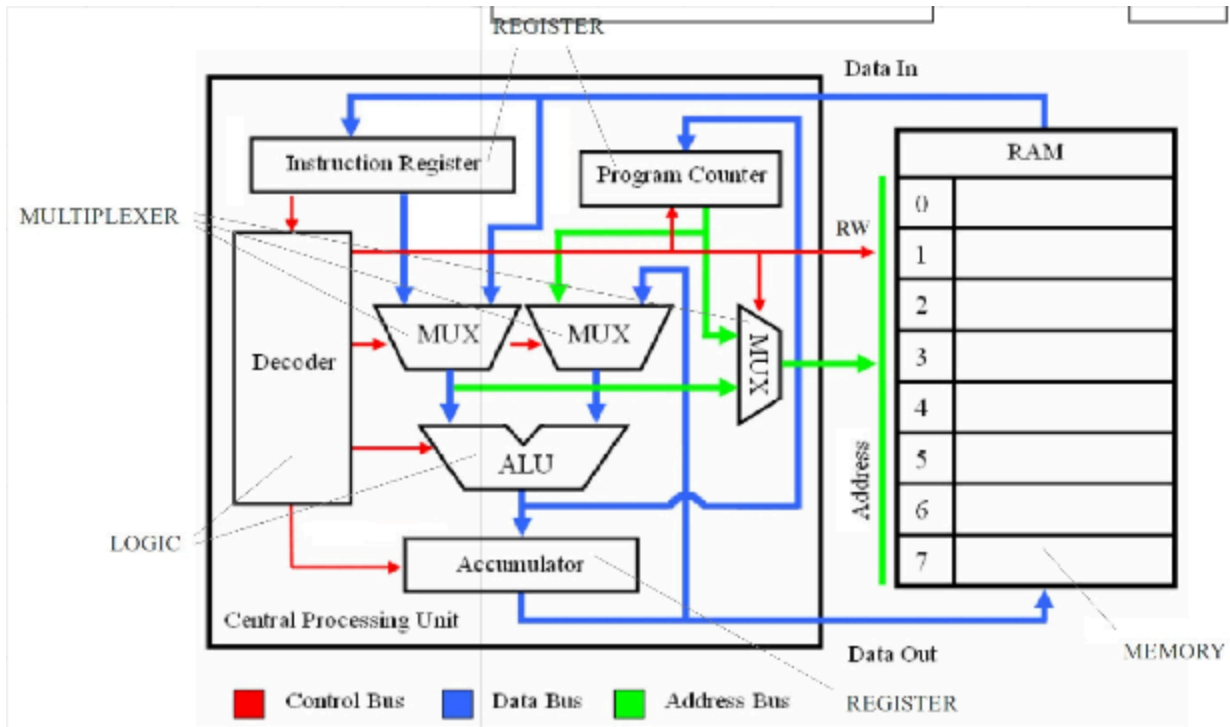 REGISTER
Data In
Instruction Register
Program Counter
RAM
MULTIPLEXER
RW
0
1
2
3
4
5
6
7
MUX
MUX
MUX
Decoder
ALU
Address
LOGIC
Accumulator
Central Processing Unit
Data Out
MEMORY
REGISTER
Control Bus
Data Bus
Address Bus